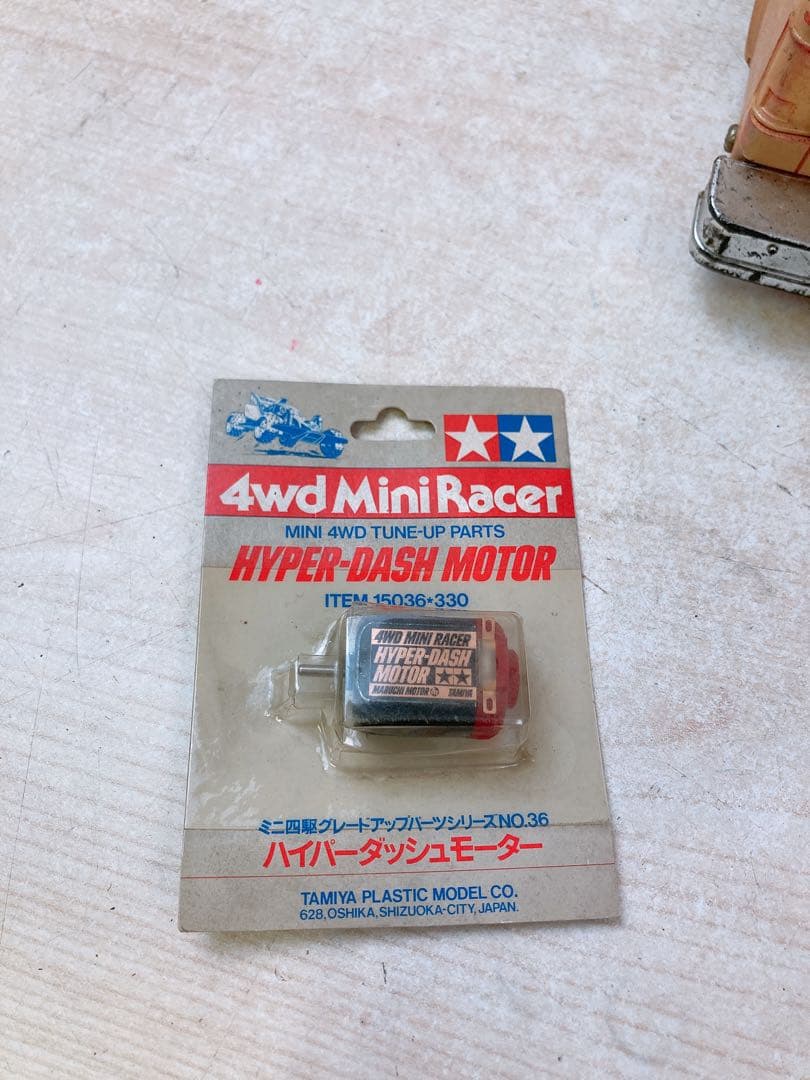 4wd Mini Racer
MINI 4WD TUNE-UP PARTS
HYPER-DASH MOTOR
ITEM 15036★330
4WD MINI RACER
HYPER-DASH
MOTOR
MABUCHI MOTOR TAMIYA
ミニ四駆グレードアップパーツシリーズNO.36
ハイパーダッシュモーター
TAMIYA PLASTIC MODEL CO.
628, OSHIKA, SHIZUOKA-CITY, JAPAN.